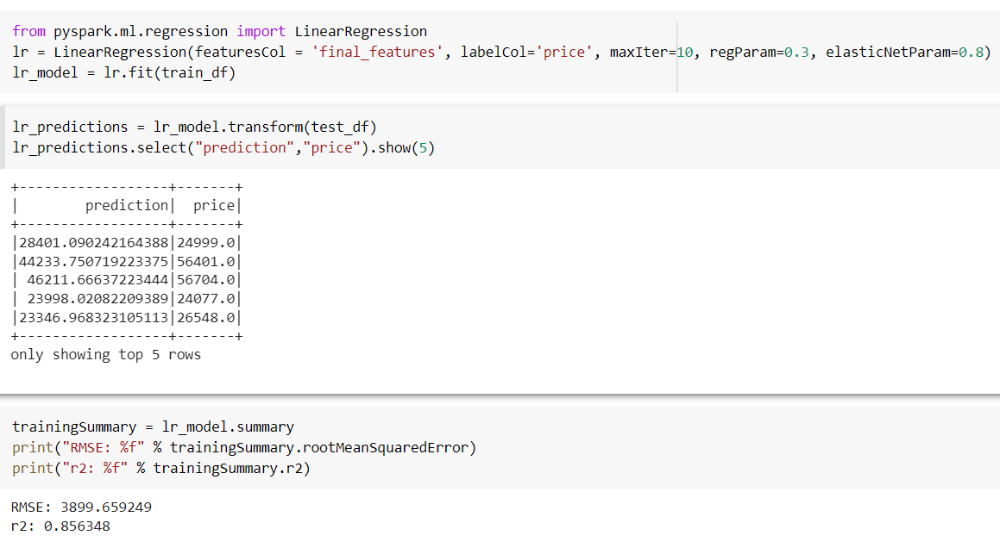 from pyspark.ml.regression import LinearRegression
lr = LinearRegression(featuresCol = 'final_features', labelCol='price', maxIter=10, regParam=0.3, elasticNetParam=0.8)
lr_model = lr.fit(train_df)
lr_predictions = lr_model.transform(test_df)
lr_predictions.select("prediction","price").show(5)
+------------------+-------+
|        prediction|  price|
+------------------+-------+
|28401.090242164388|24999.0|
|44233.750719223375|56401.0|
| 46211.66637223444|56704.0|
| 23998.02082209389|24077.0|
|23346.968323105113|26548.0|
+------------------+-------+
only showing top 5 rows
trainingSummary = lr_model.summary
print("RMSE: %f" % trainingSummary.rootMeanSquaredError)
print("r2: %f" % trainingSummary.r2)
RMSE: 3899.659249
r2: 0.856348